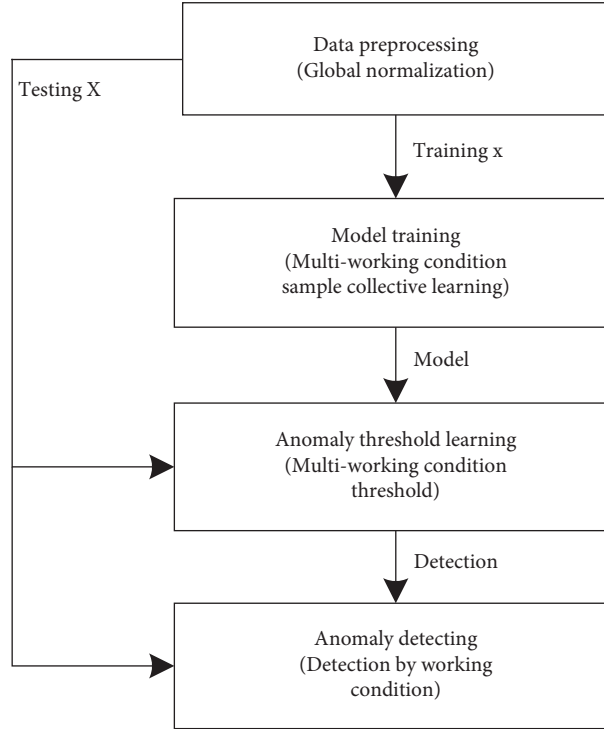 Data preprocessing
(Global normalization)
Testing X
Training x
Model training
(Multi-working condition
sample collective learning)
Model
Anomaly threshold learning
(Multi-working condition
threshold)
Detection
Anomaly detecting
(Detection by working
condition)